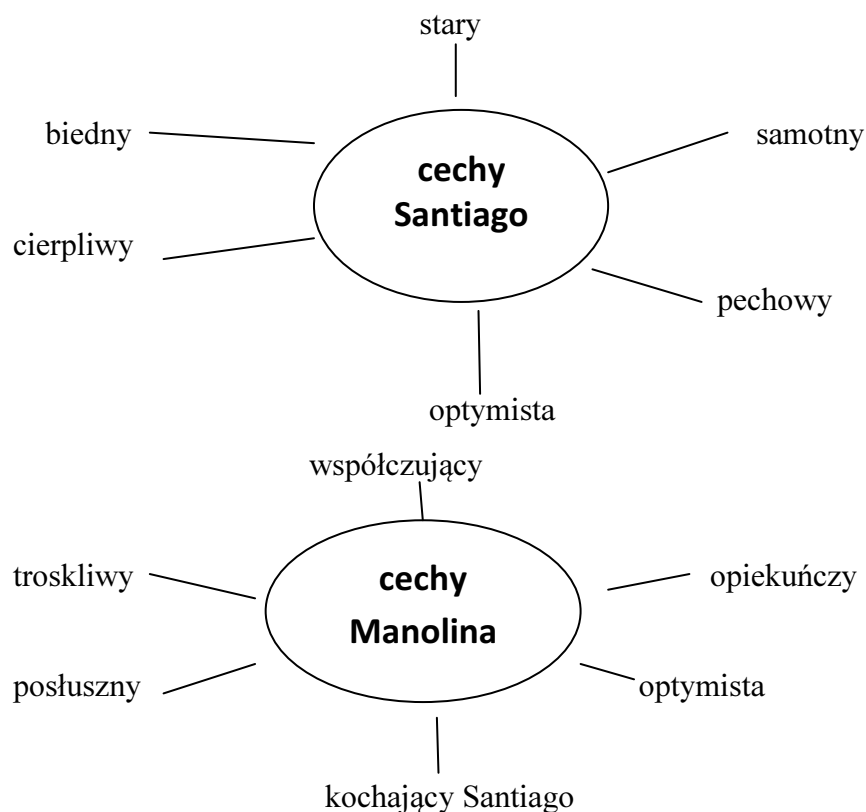 stary
biedny
samotny
cechy
Santiago
cierpliwy
pechowy
optymista
współczujący
troskliwy
opiekuńczy
cechy
Manolina
posłuszny
optymista
kochający Santiago